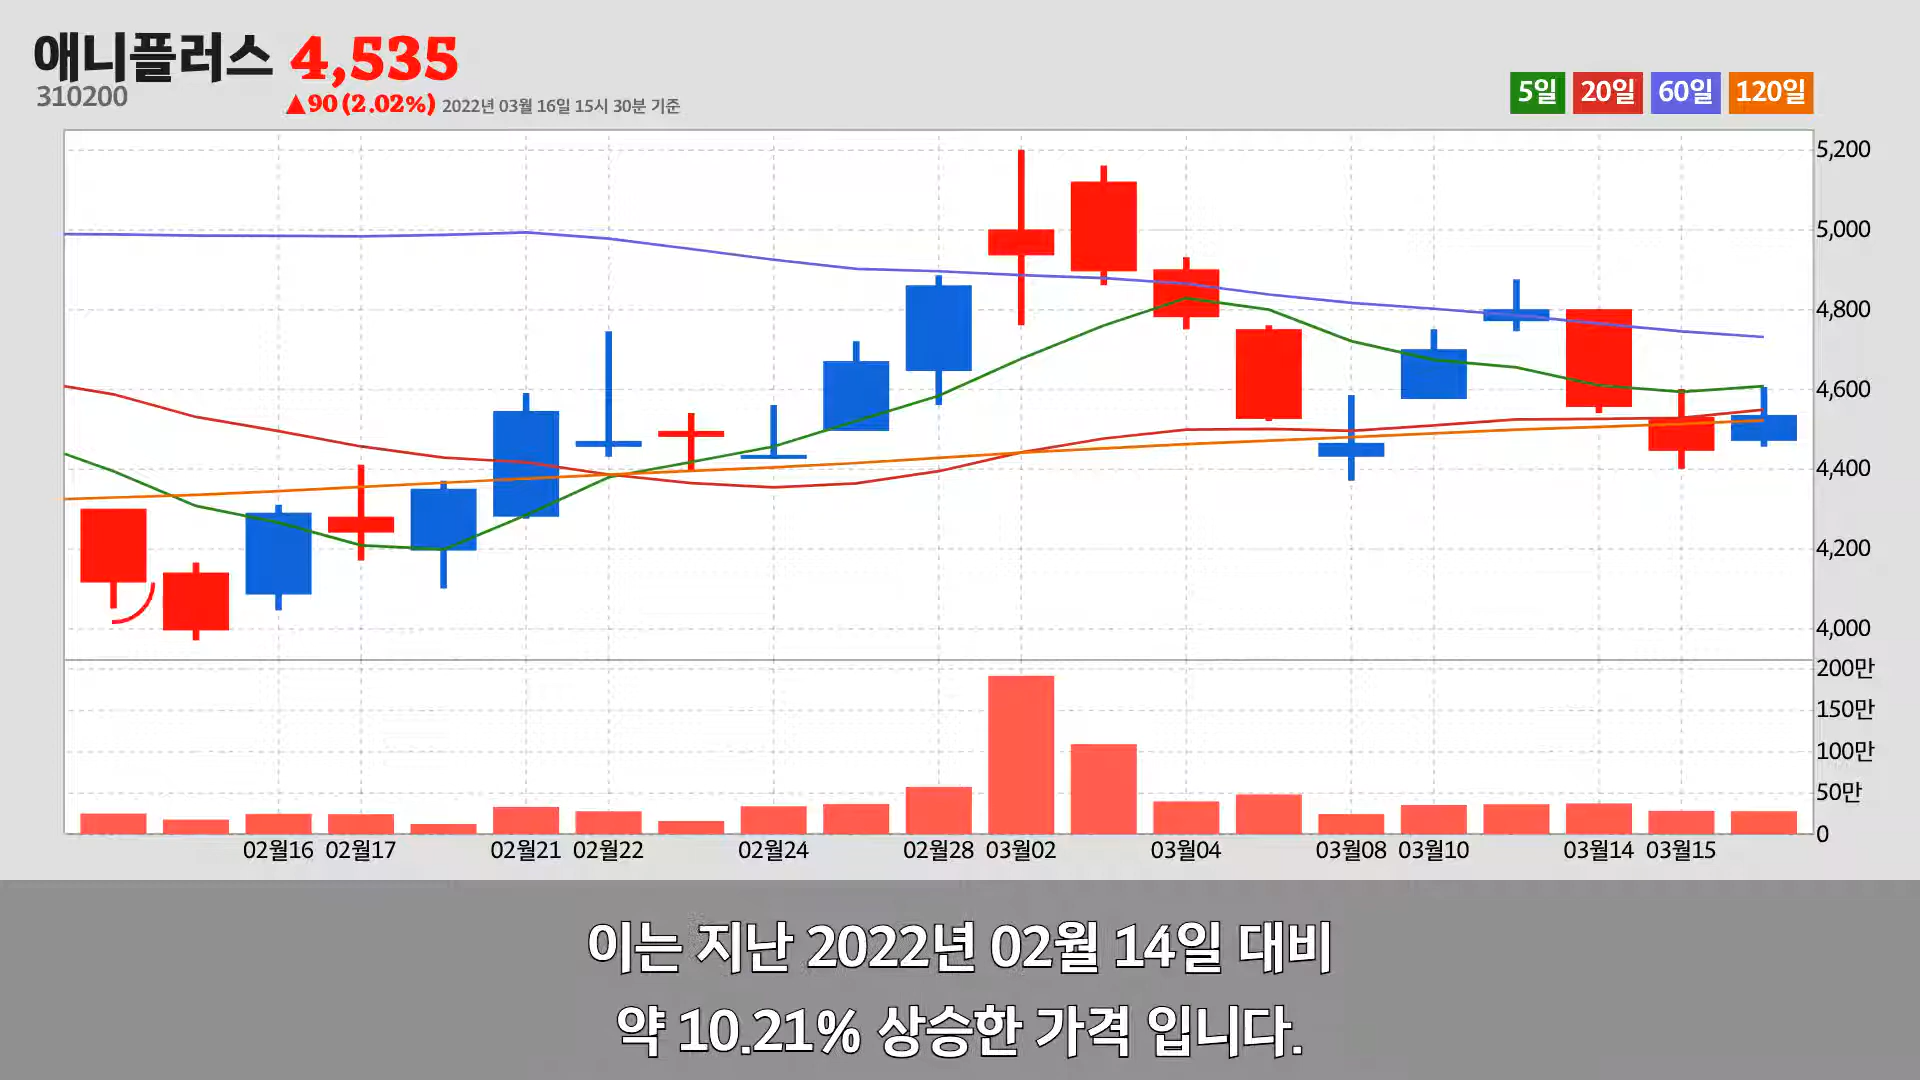 애니플러스 4,535
310200
▲90 (2.02%) 2022년 03월 16일 15시 30분 기준
5일 20일 60일 120일
5,200
5,000
4,800
4,600
4,400
4,200
4,000
200만
150만
100만
50만
0
02월16 02월17 02월21 02월22 02월24 02월28 03월02 03월04 03월08 03월10 03월14 03월15
이는 지난 2022년 02월 14일 대비
약 10.21% 상승한 가격 입니다.